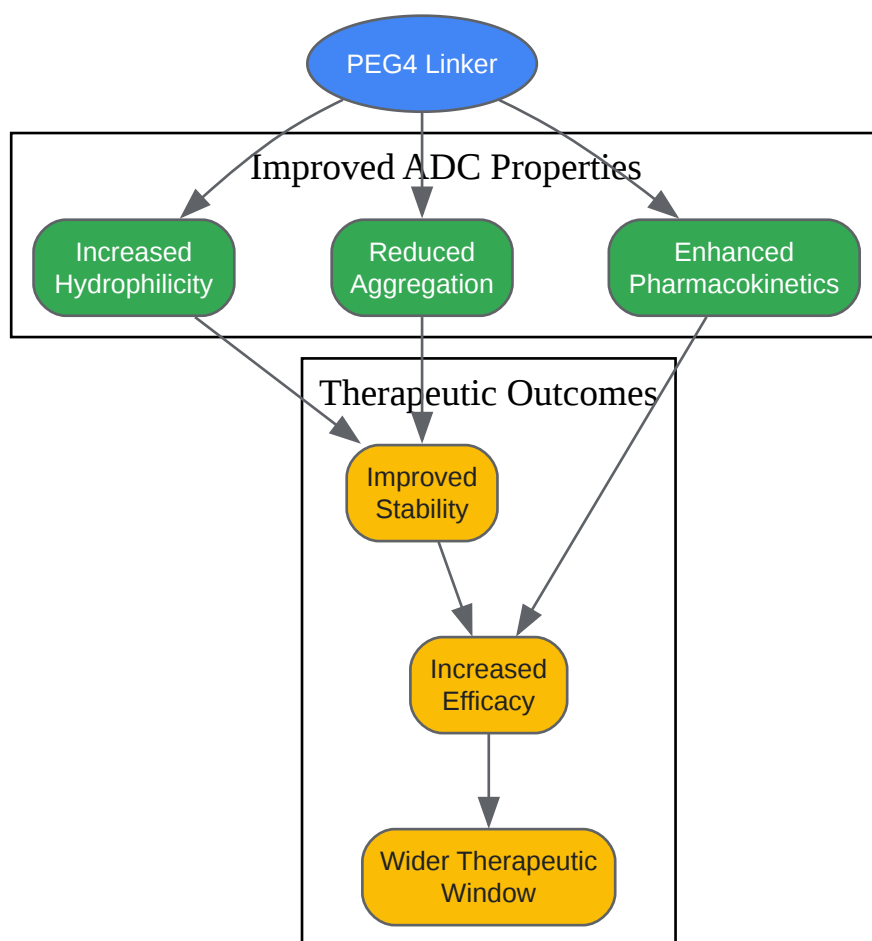 PEG4 Linker
Improved ADC Properties
Increased
Hydrophilicity
Reduced
Aggregation
Enhanced
Pharmacokinetics
Therapeutic Outcomes
Improved
Stability
Increased
Efficacy
Wider Therapeutic
Window